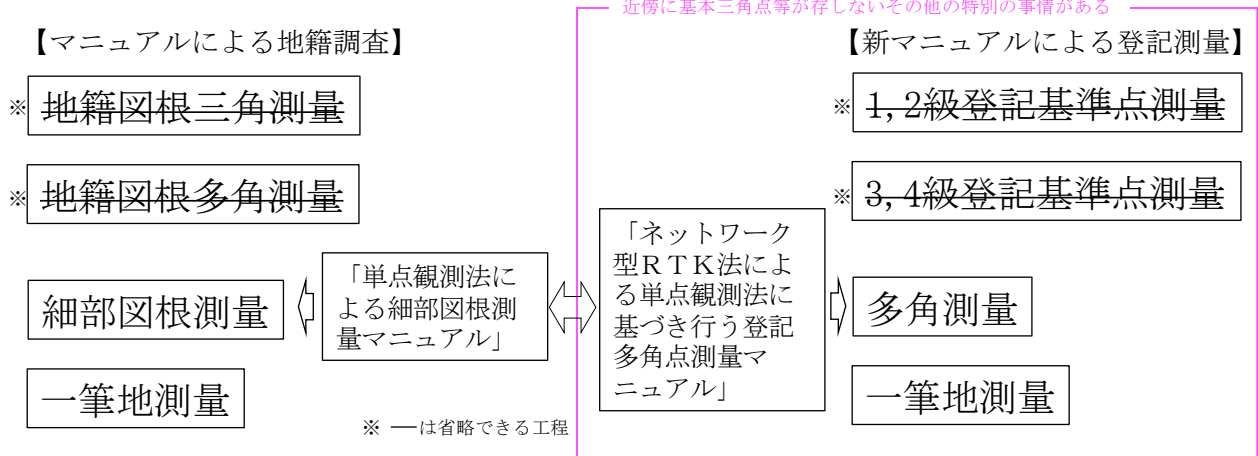 近傍に基本三角点等が存しないその他の特別の事情がある
【マニュアルによる地籍調査】
※ 地籍図根三角測量
※ 地籍図根多角測量
細部図根測量
一筆地測量
「単点観測法に
よる細部図根測
量マニュアル」
※ ―は省略できる工程
「ネットワーク
型RTK法によ
る単点観測法に
基づき行う登記
多角点測量マ
ニュアル」
【新マニュアルによる登記測量】
※ 1,2級登記基準点測量
※ 3,4級登記基準点測量
多角測量
一筆地測量